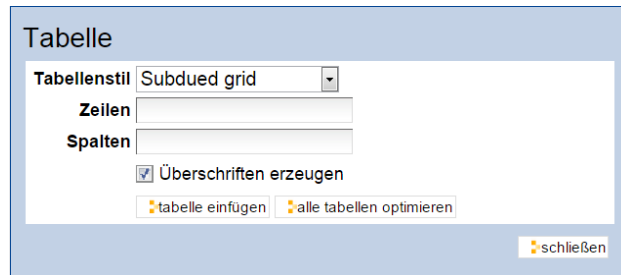 Tabelle
Tabellenstil Subdued grid
Zeilen
Spalten
Überschriften erzeugen
tabelle einfügen alle tabellen optimieren
schließen